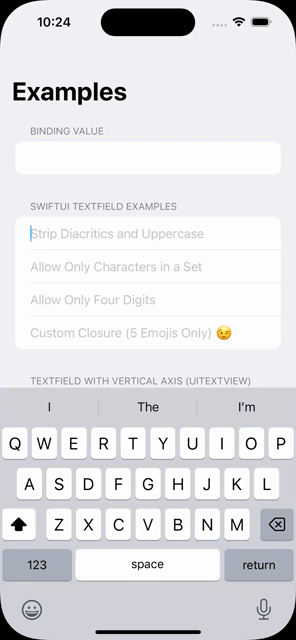 10:24
Examples
BINDING VALUE
SWIFTUI TEXTFIELD EXAMPLES
Strip Diacritics and Uppercase
Allow Only Characters in a Set
Allow Only Four Digits
Custom Closure (5 Emojis Only) 😉
TEXTFIELD WITH VERTICAL AXIS (UITEXTVIEW)
I The I'm
Q W E R T Y U I O P
A S D F G H J K L
Z X C V B N M
123 space return